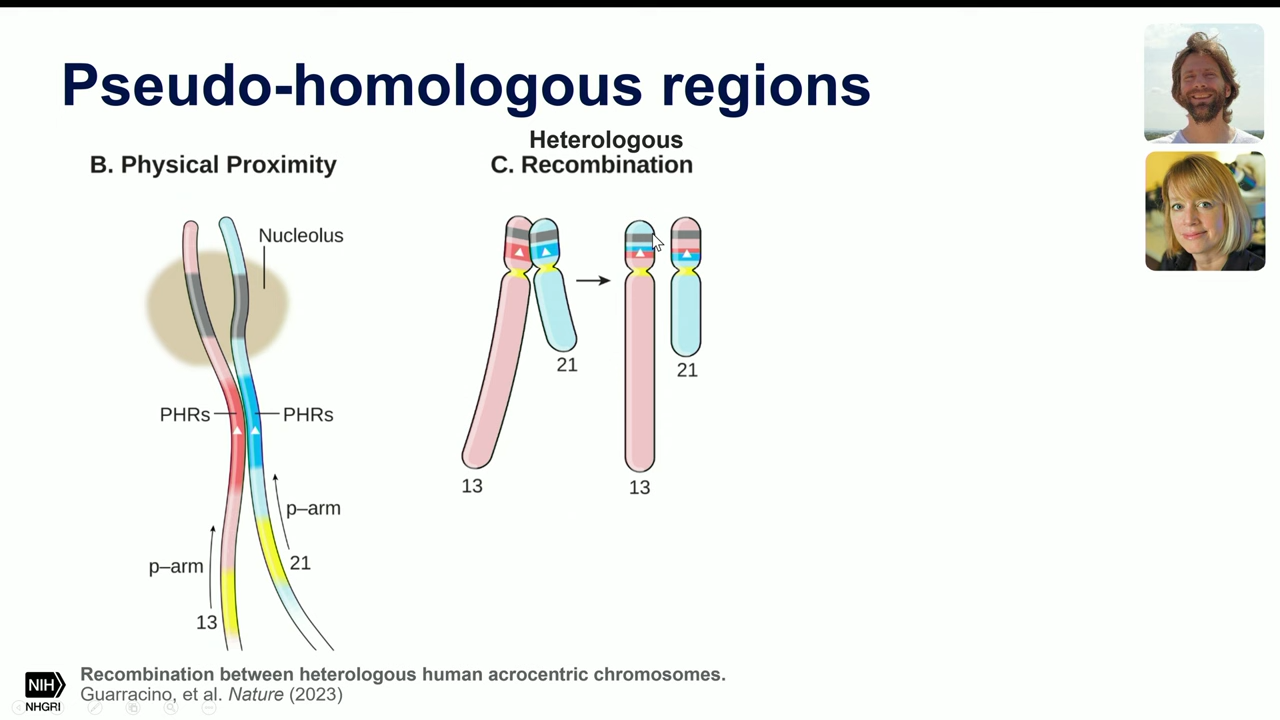 Pseudo-homologous regions
B. Physical Proximity
Nucleolus
PHRs
PHRs
p–arm
21
p–arm
13
Heterologous
C. Recombination
21
13
13
21
Recombination between heterologous human acrocentric chromosomes.
Guarracino, et al. Nature (2023)
NIH
NHGRI